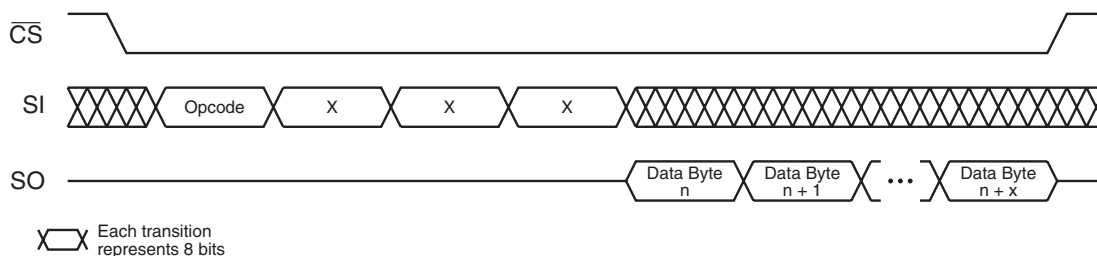 CS
SI
Opcode
X
X
X
SO
Data Byte
n
Data Byte
n + 1
•••
Data Byte
n + x
Each transition
represents 8 bits